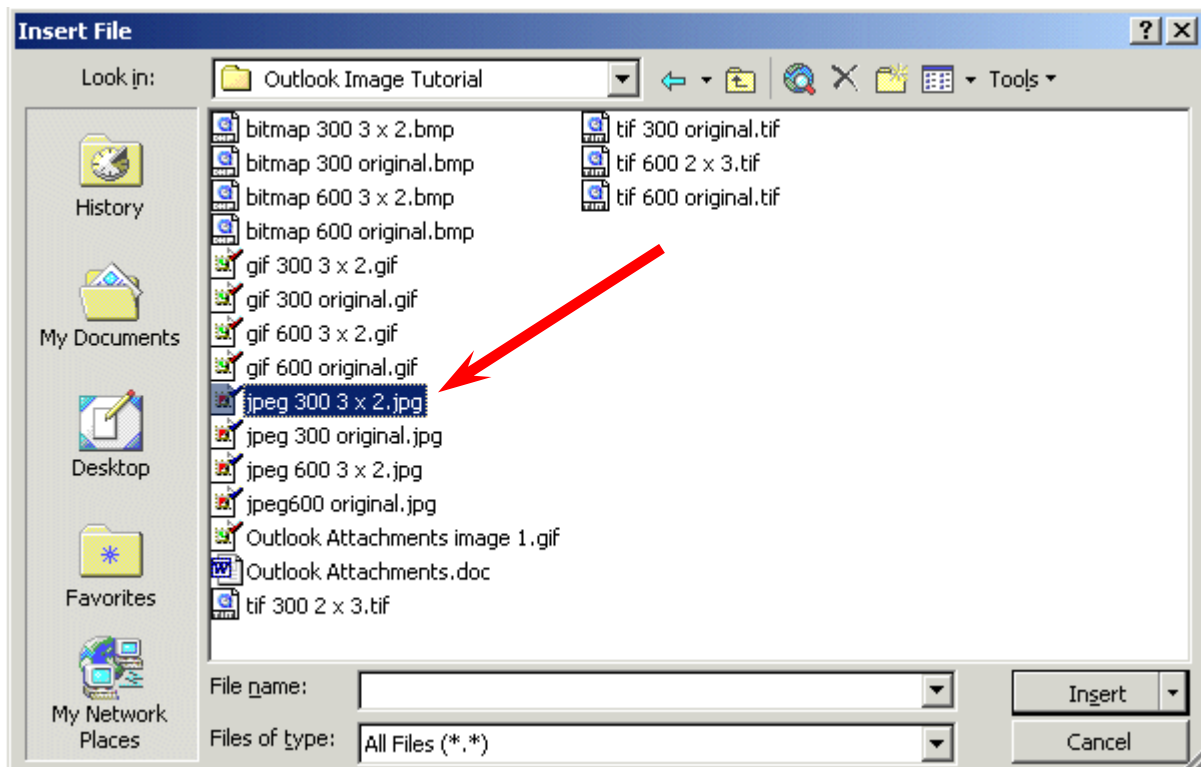 Insert File
Look in:
Outlook Image Tutorial
Tools
History
My Documents
Desktop
Favorites
My Network
Places
bitmap 300 3 x 2.bmp
bitmap 300 original.bmp
bitmap 600 3 x 2.bmp
bitmap 600 original.bmp
gif 300 3 x 2.gif
gif 300 original.gif
gif 600 3 x 2.gif
gif 600 original.gif
jpeg 300 3 x 2.jpg
jpeg 300 original.jpg
jpeg 600 3 x 2.jpg
jpeg600 original.jpg
Outlook Attachments image 1.gif
Outlook Attachments.doc
tif 300 2 x 3.tif
tif 300 original.tif
tif 600 2 x 3.tif
tif 600 original.tif
File name:
Insert
Files of type:
All Files (*.*)
Cancel